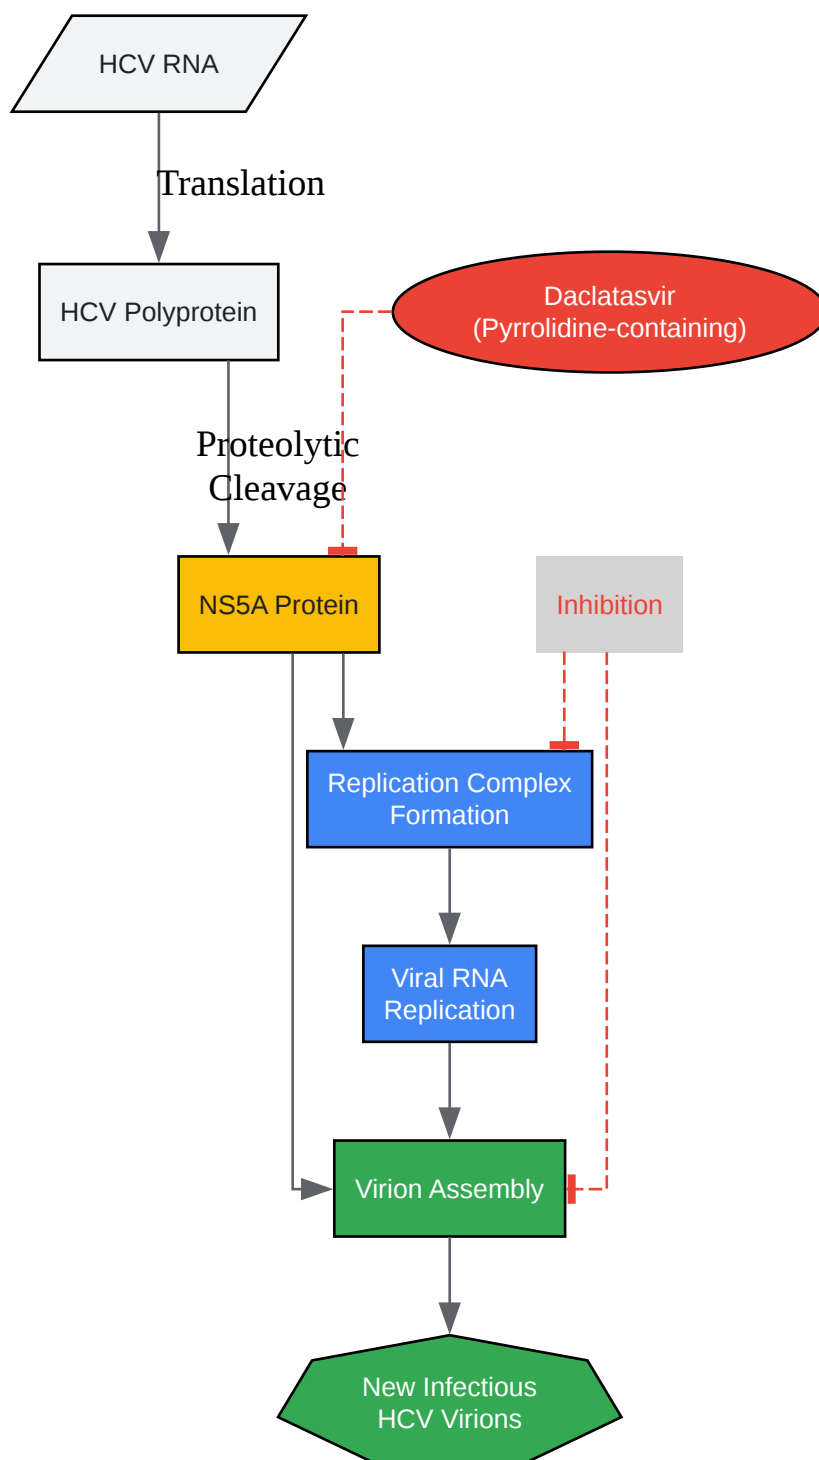 HCV RNA
Translation
HCV Polyprotein
Daclatasvir
(Pyrrolidine-containing)
Proteolytic
Cleavage
NS5A Protein
Inhibition
Replication Complex
Formation
Viral RNA
Replication
Virion Assembly
New Infectious
HCV Virions